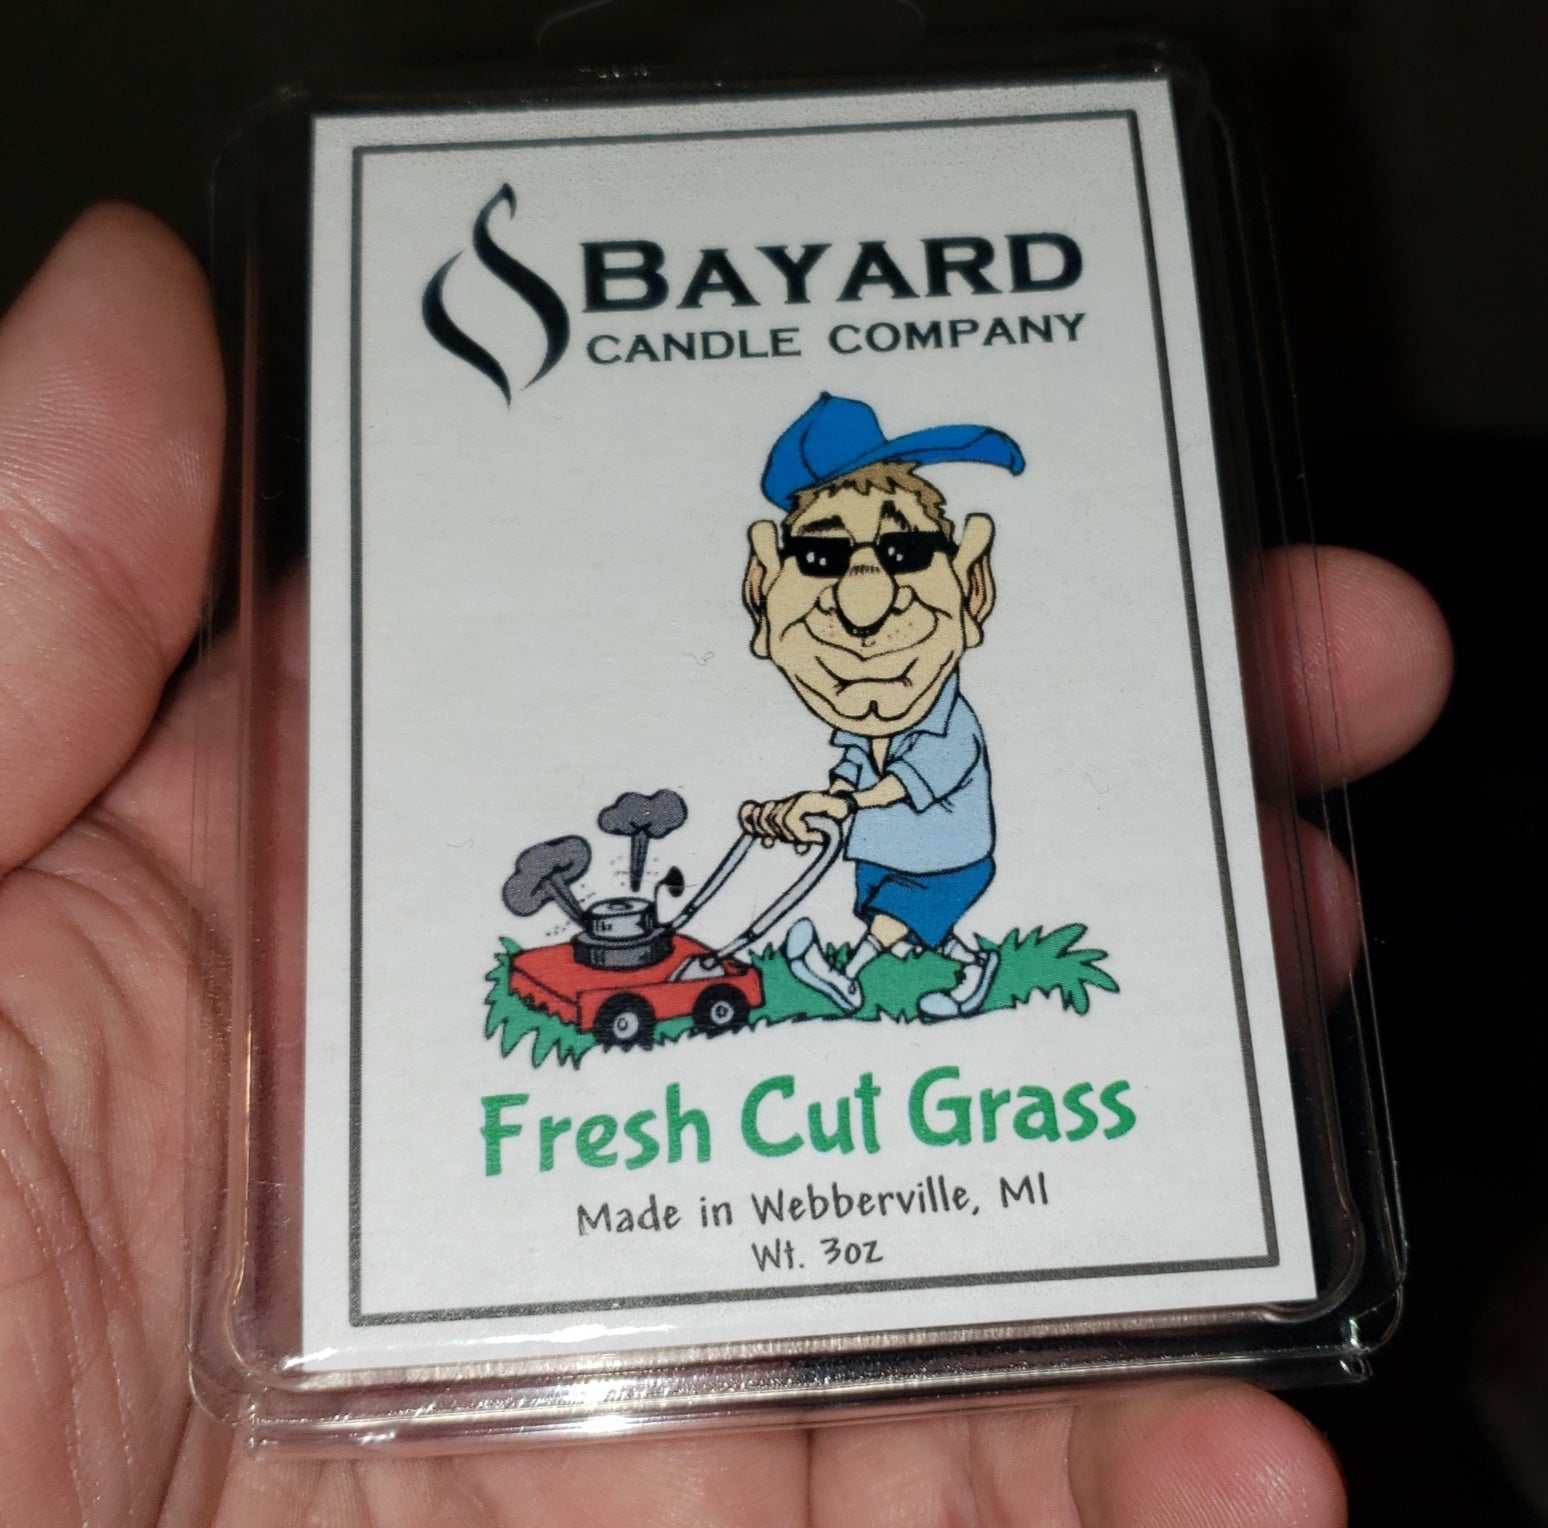 BAYARD
CANDLE COMPANY
Fresh Cut Grass
Made in Webberville, MI
Wt. 3oz